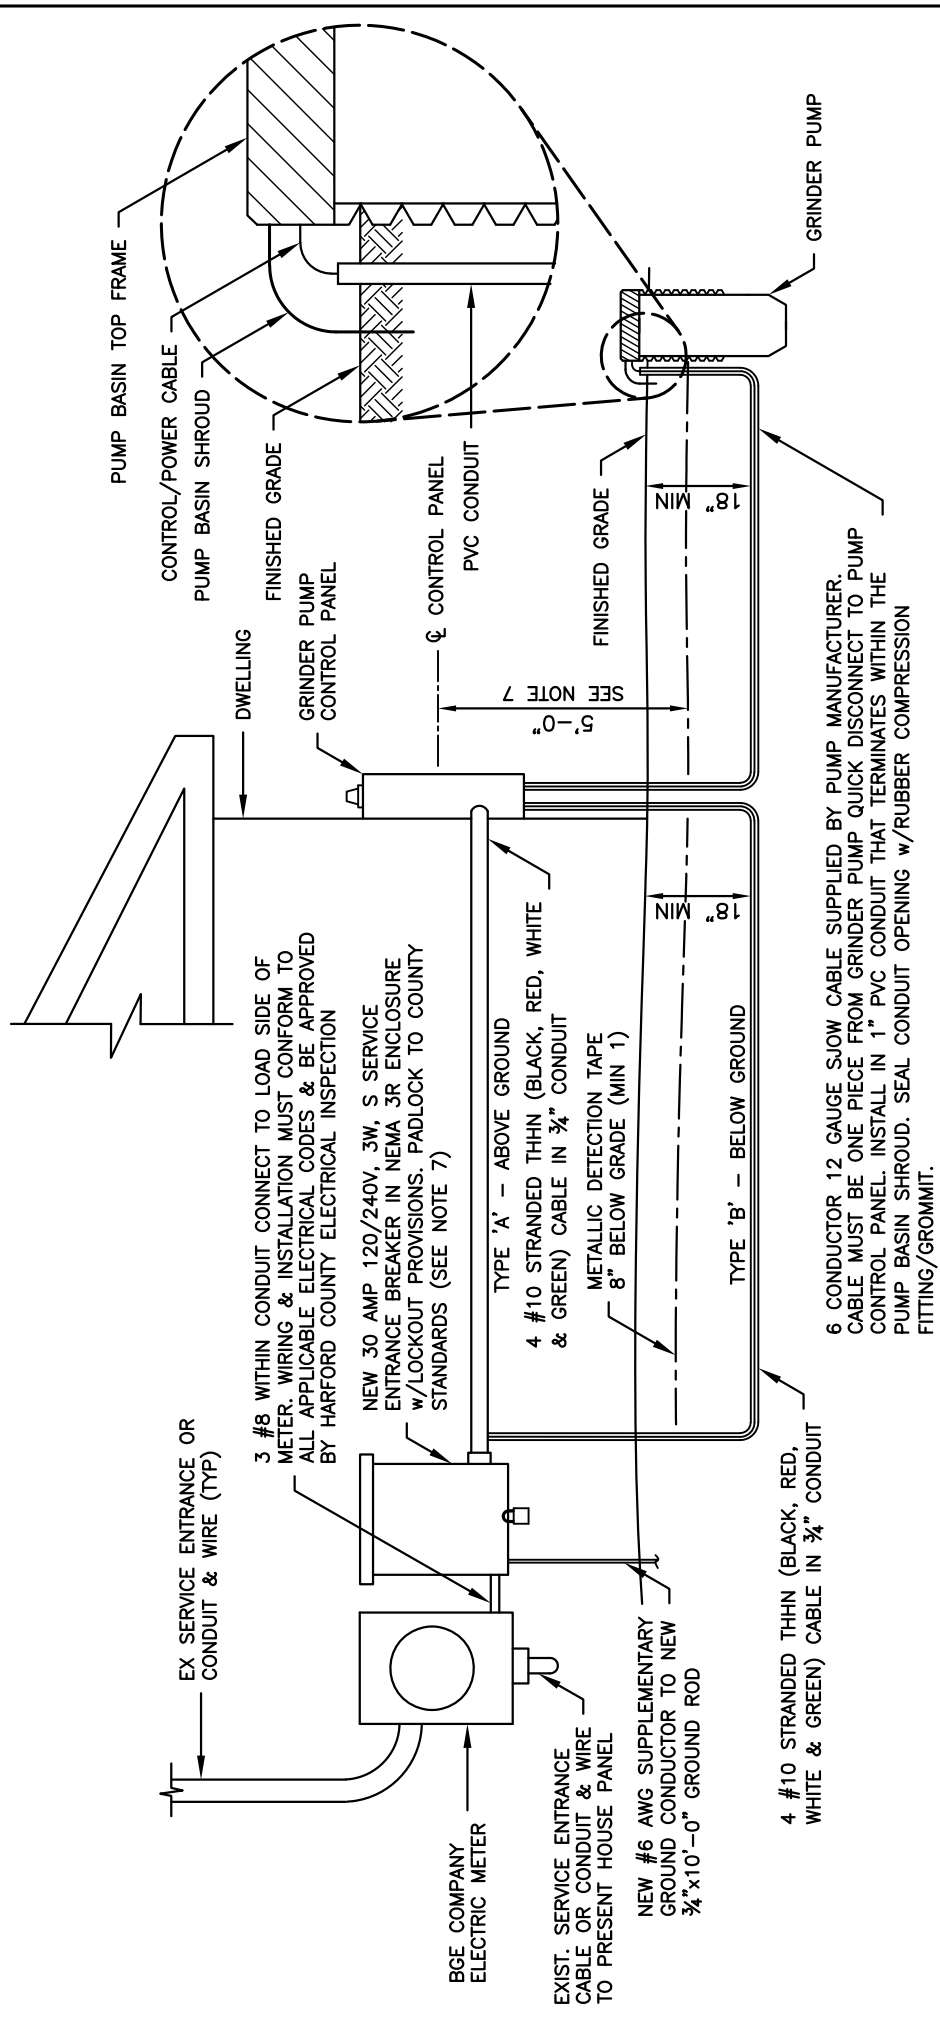 PUMP BASIN TOP FRAME
CONTROL/POWER CABLE
PUMP BASIN SHROUD
FINISHED GRADE
DWELLING
GRINDER PUMP
CONTROL PANEL
℄ CONTROL PANEL
PVC CONDUIT
FINISHED GRADE
GRINDER PUMP
5'-0"
SEE NOTE 7
18"
MIN
18"
MIN
EX SERVICE ENTRANCE OR
CONDUIT & WIRE (TYP)
3 #8 WITHIN CONDUIT CONNECT TO LOAD SIDE OF
METER. WIRING & INSTALLATION MUST CONFORM TO
ALL APPLICABLE ELECTRICAL CODES & BE APPROVED
BY HARFORD COUNTY ELECTRICAL INSPECTION
NEW 30 AMP 120/240V, 3W, S SERVICE
ENTRANCE BREAKER IN NEMA 3R ENCLOSURE
w/LOCKOUT PROVISIONS. PADLOCK TO COUNTY
STANDARDS (SEE NOTE 7)
TYPE 'A' – ABOVE GROUND
4 #10 STRANDED THHN (BLACK, RED, WHITE
& GREEN) CABLE IN ¾" CONDUIT
METALLIC DETECTION TAPE
8" BELOW GRADE (MIN 1)
TYPE 'B' – BELOW GROUND
BGE COMPANY
ELECTRIC METER
EXIST. SERVICE ENTRANCE
CABLE OR CONDUIT & WIRE
TO PRESENT HOUSE PANEL
NEW #6 AWG SUPPLEMENTARY
GROUND CONDUCTOR TO NEW
¾"x10'-0" GROUND ROD
4 #10 STRANDED THHN (BLACK, RED,
WHITE & GREEN) CABLE IN ¾" CONDUIT
6 CONDUCTOR 12 GAUGE SJOW CABLE SUPPLIED BY PUMP MANUFACTURER.
CABLE MUST BE ONE PIECE FROM GRINDER PUMP QUICK DISCONNECT TO PUMP
CONTROL PANEL. INSTALL IN 1" PVC CONDUIT THAT TERMINATES WITHIN THE
PUMP BASIN SHROUD. SEAL CONDUIT OPENING w/RUBBER COMPRESSION
FITTING/GROMMIT.